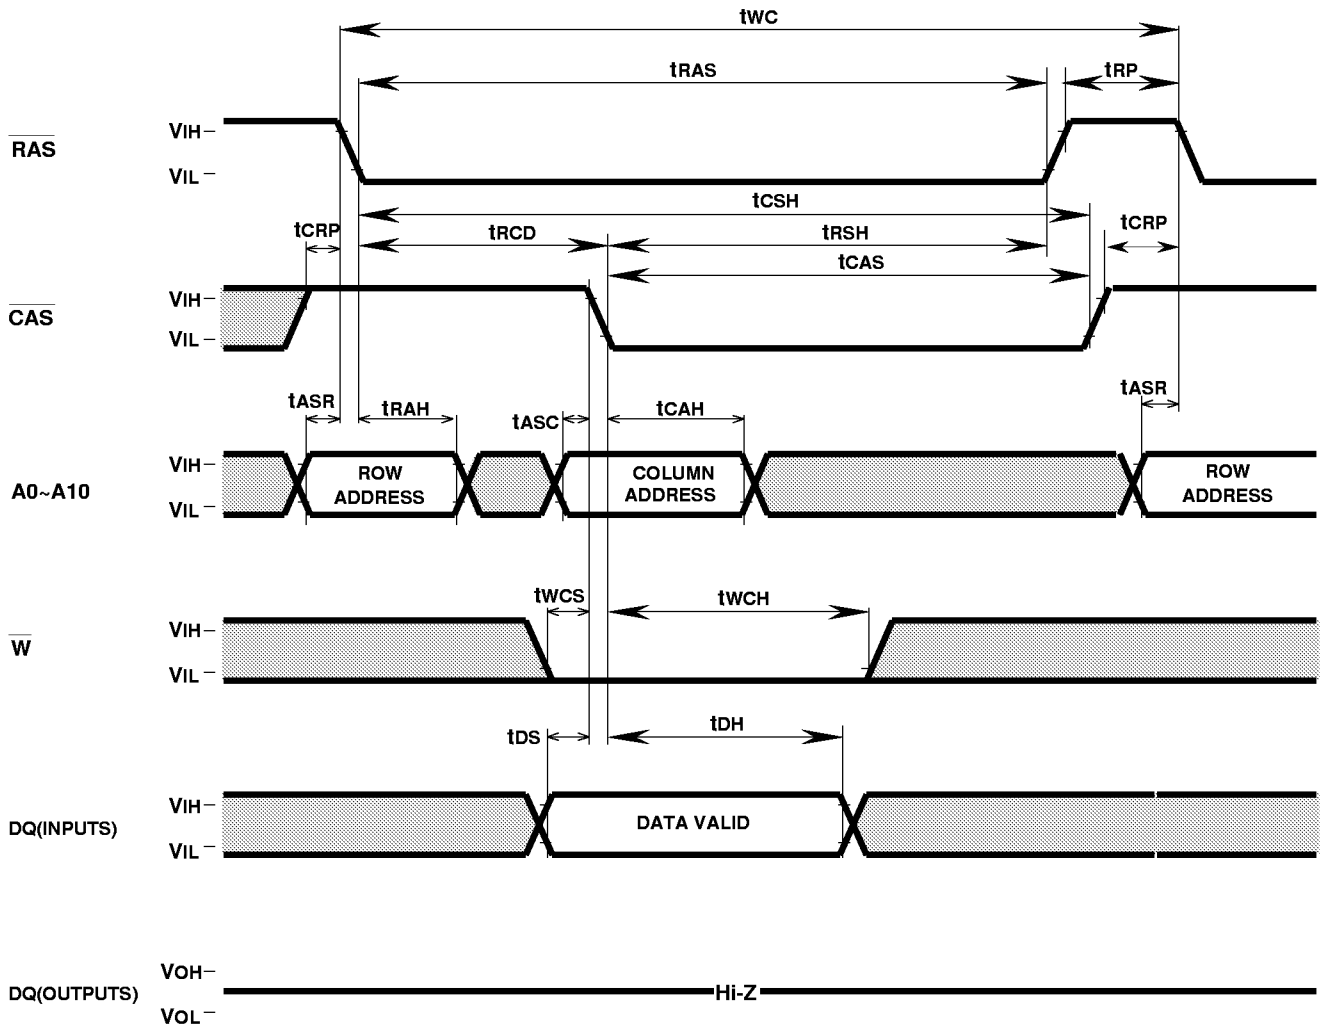 tWC
tRAS
tRP
RAS
VIH
VIL
tCSH
tCRP
tRCD
tRSH
tCRP
tCAS
CAS
VIH
VIL
tASR
tRAH
tASC
tCAH
tASR
A0~A10
VIH
VIL
ROW
ADDRESS
COLUMN
ADDRESS
ROW
ADDRESS
tWCS
tWCH
W
VIH
VIL
tDS
tDH
DQ(INPUTS)
VIH
VIL
DATA VALID
DQ(OUTPUTS)
VOH
VOL
Hi-Z